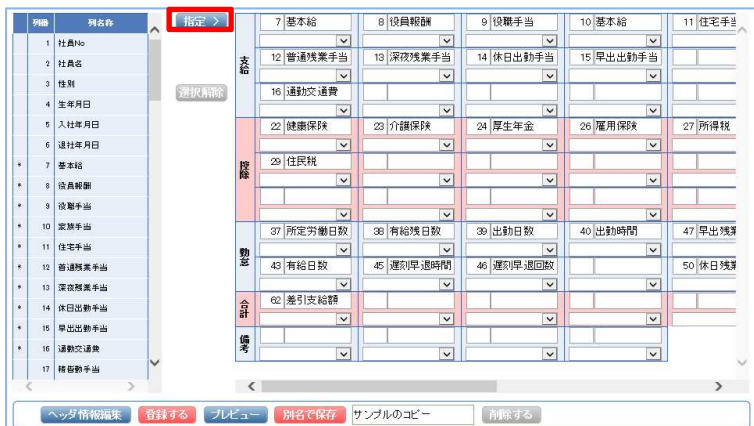 列番 列名称
1 社員No
2 社員名
3 性別
4 生年月日
5 入社年月日
6 退社年月日
* 7 基本給
* 8 役員報酬
* 9 役職手当
* 10 家族手当
* 11 住宅手当
* 12 普通残業手当
* 13 深夜残業手当
* 14 休日出勤手当
* 15 早出出勤手当
* 16 通勤交通費
17 精皆勤手当
指定 >
選択解除
支給
7 基本給 8 役員報酬 9 役職手当 10 基本給 11 住宅手当
12 普通残業手当 13 深夜残業手当 14 休日出勤手当 15 早出出勤手当
16 通勤交通費
控除
22 健康保険 23 介護保険 24 厚生年金 26 雇用保険 27 所得税
29 住民税
勤怠
37 所定労働日数 38 有給残日数 39 出勤日数 40 出勤時間 47 早出残業
43 有給日数 45 遅刻早退時間 46 遅刻早退回数 50 休日残業
合計
62 差引支給額
備考
ヘッダ情報編集 登録する プレビュー 別名で保存 サンプルのコピー 削除する